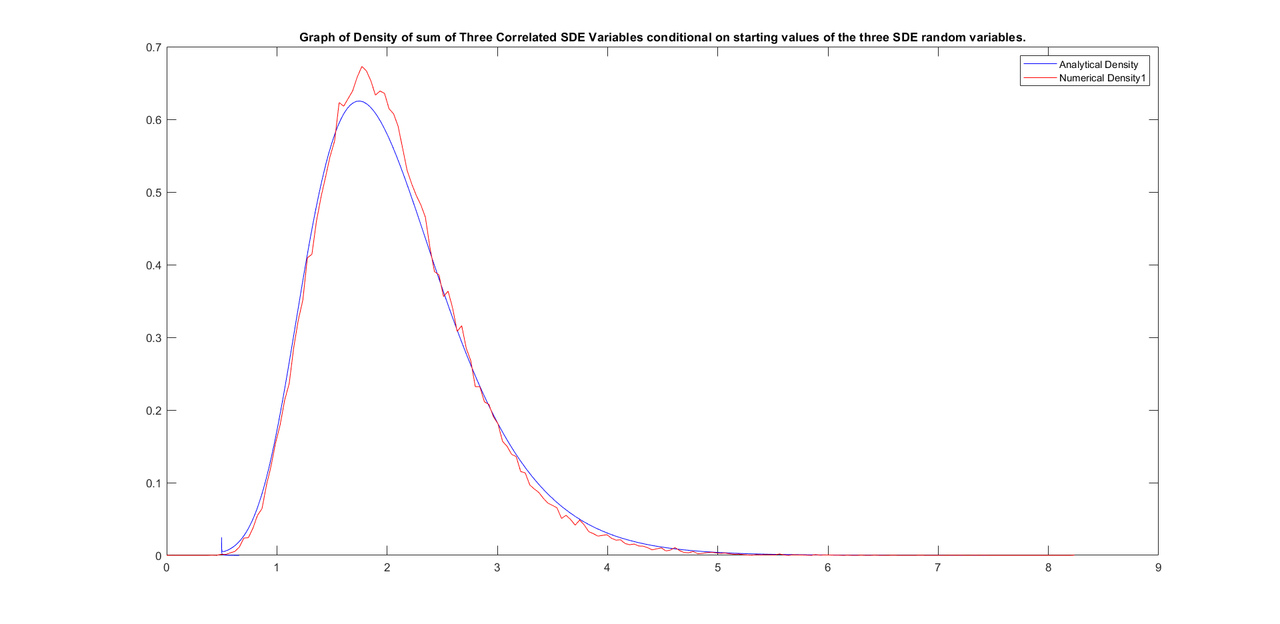 Graph of Density of sum of Three Correlated SDE Variables conditional on starting values of the three SDE random variables.
Analytical Density
Numerical Density1
0.7
0.6
0.5
0.4
0.3
0.2
0.1
0
0 1 2 3 4 5 6 7 8 9